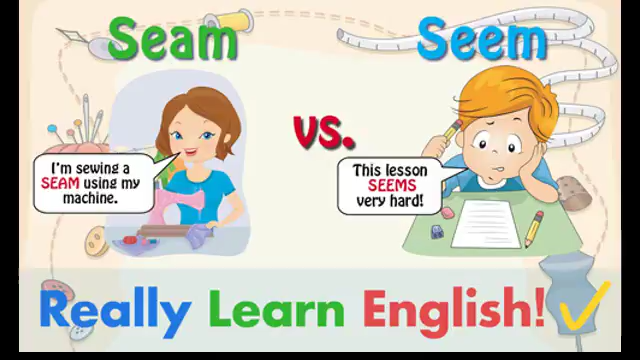 Seam
Seem
vs.
I'm sewing a
SEAM using my
machine.
This lesson
SEEMS
very hard!
Really Learn English!